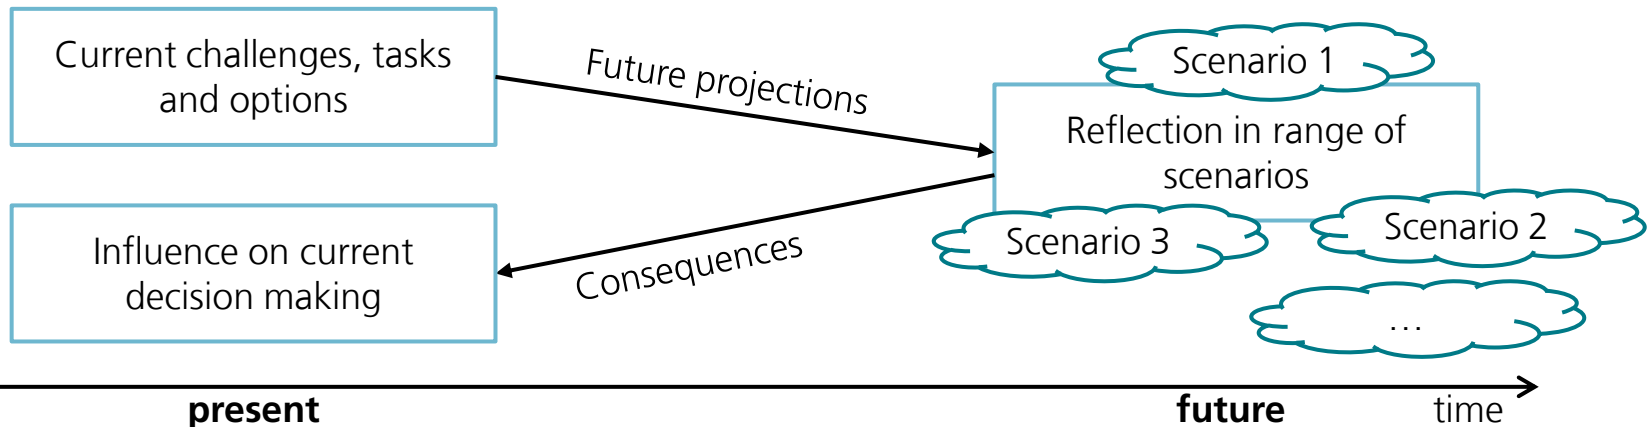 Current challenges, tasks
and options
Future projections
Scenario 1
Reflection in range of
scenarios
Scenario 3
Scenario 2
…
Influence on current
decision making
Consequences
present
future
time